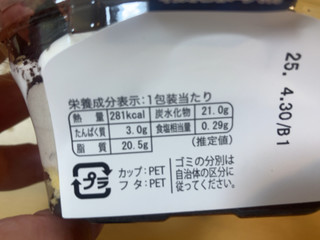 栄養成分表示:1包装当たり
熱量 281kcal 炭水化物 21.0g
たんぱく質 3.0g 食塩相当量 0.29g
脂質 20.5g (推定値)
プラ
カップ:PET
フタ:PET
ゴミの分別は
自治体の区分に
従ってください。
25. 4.30/B1